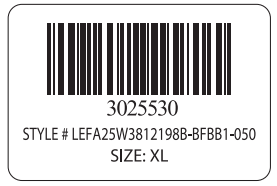 3025530
STYLE # LEFA25W3812198B-BFBB1-050
SIZE: XL